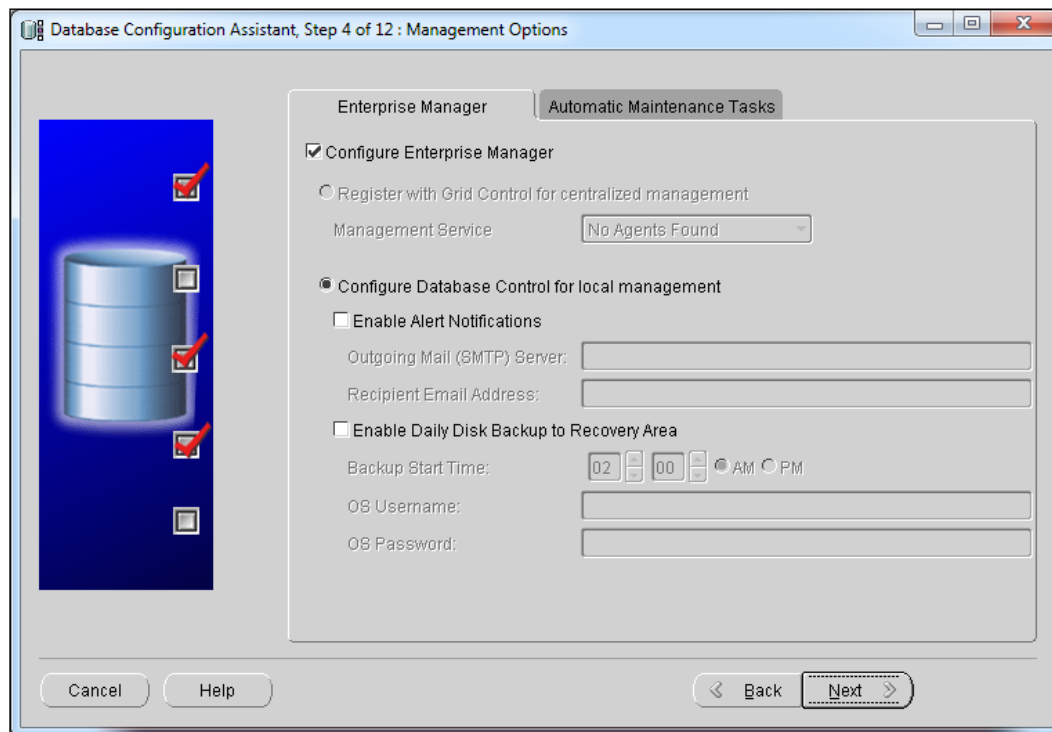 Database Configuration Assistant, Step 4 of 12 : Management Options
Enterprise Manager
Automatic Maintenance Tasks
Configure Enterprise Manager
Register with Grid Control for centralized management
Management Service
No Agents Found
Configure Database Control for local management
Enable Alert Notifications
Outgoing Mail (SMTP) Server:
Recipient Email Address:
Enable Daily Disk Backup to Recovery Area
Backup Start Time: 02 00 AM PM
OS Username:
OS Password:
Cancel
Help
Back
Next